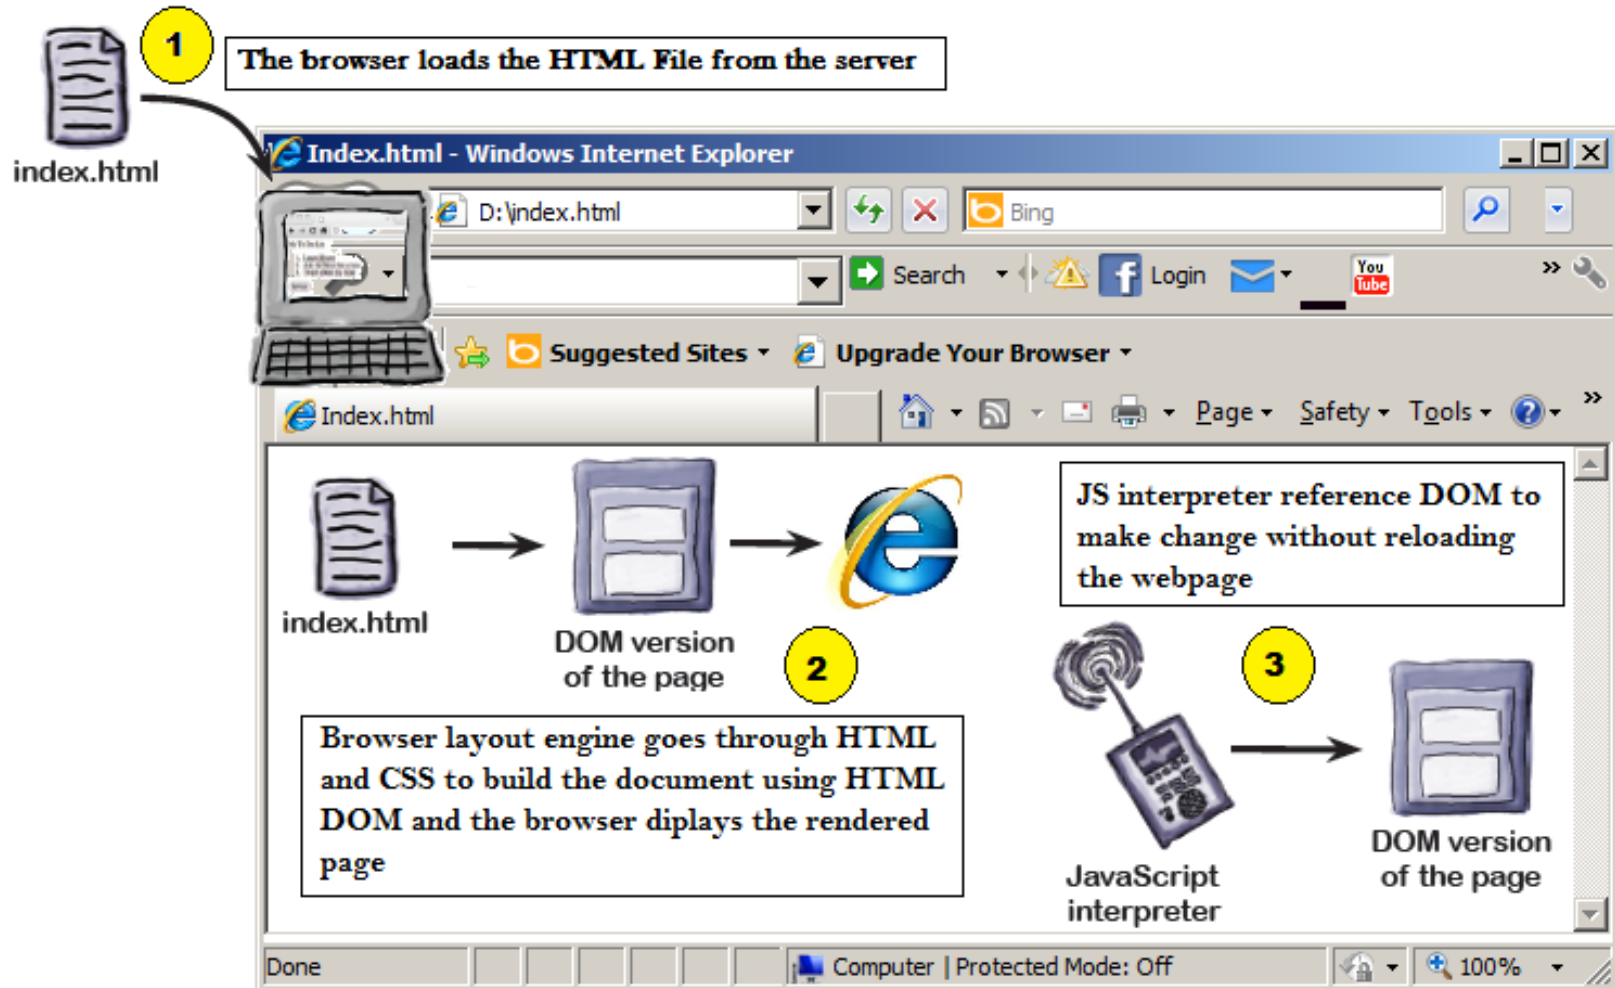 1
The browser loads the HTML File from the server
index.html
Index.html - Windows Internet Explorer
D:\index.html
Bing
Search
f
Login
You
Tube
»
Suggested Sites
Upgrade Your Browser
Index.html
Page
Safety
Tools
»
index.html
DOM version
of the page
2
Browser layout engine goes through HTML
and CSS to build the document using HTML
DOM and the browser diplays the rendered
page
JS interpreter reference DOM to
make change without reloading
the webpage
3
JavaScript
interpreter
DOM version
of the page
Done
Computer | Protected Mode: Off
100%